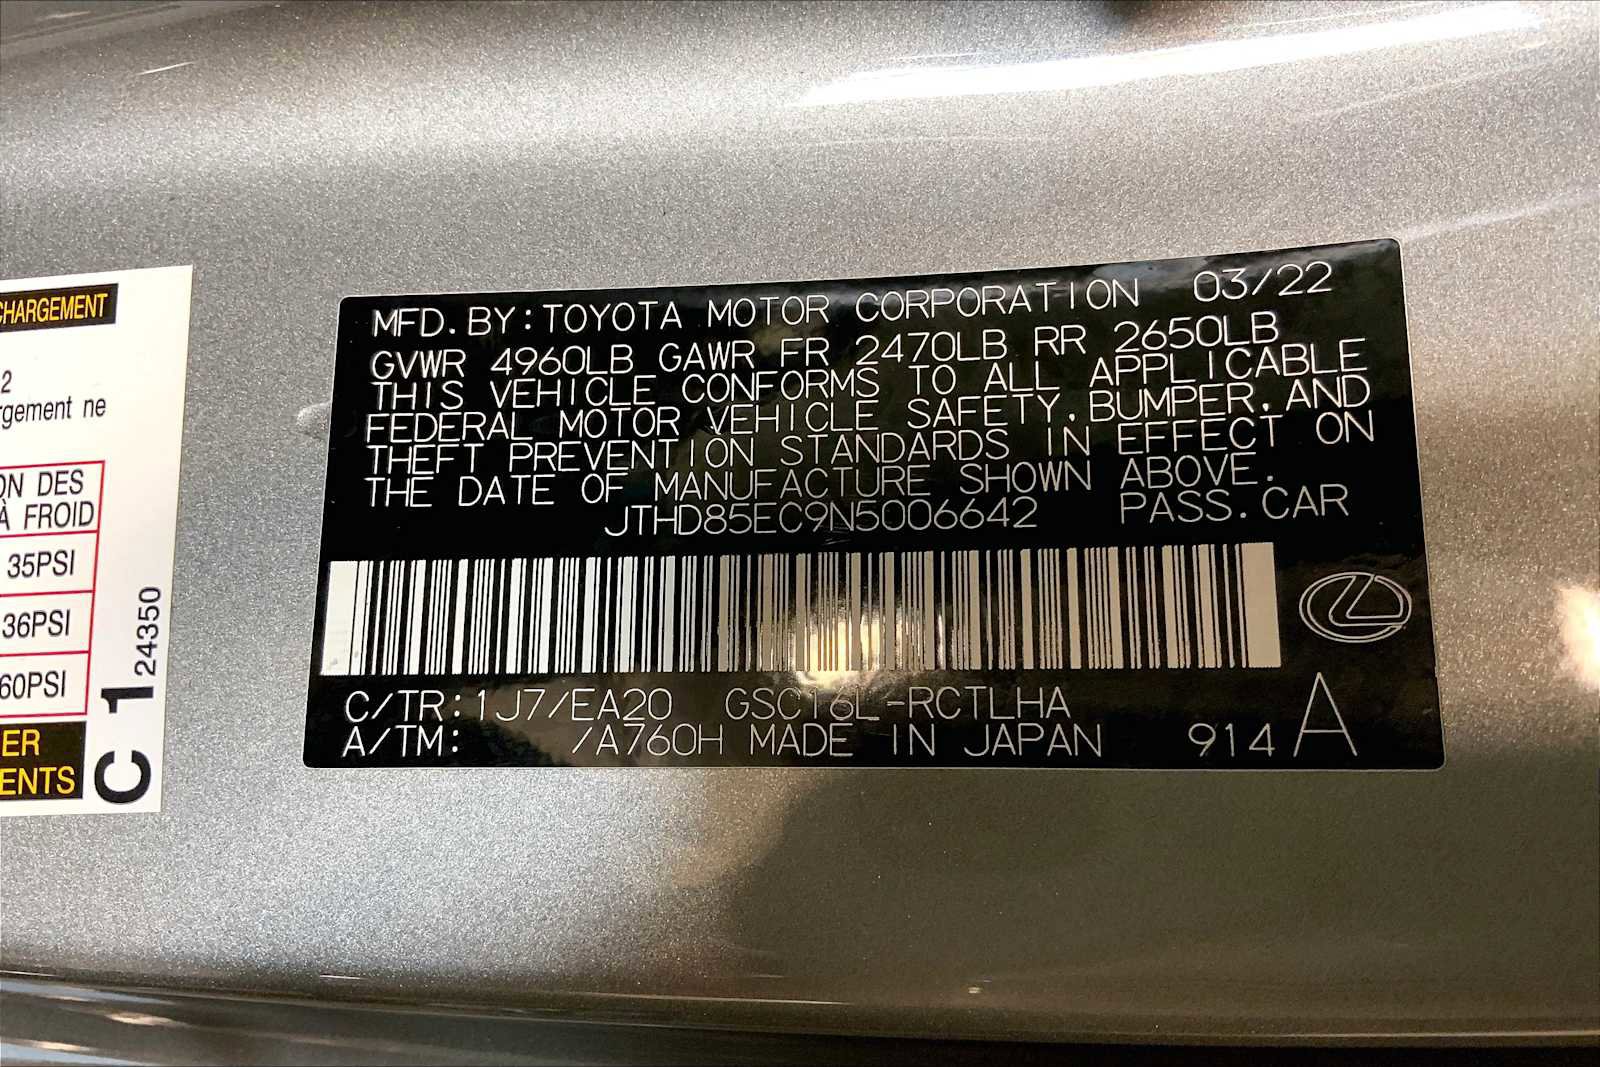 CHARGEMENT
2
rgement ne
ON DES
À FROID
35PSI
36PSI
60PSI
ER
ENTS
C 1 24350
MFD. BY: TOYOTA MOTOR CORPORATION 03/22
GVWR 4960LB GAWR FR 2470LB RR 2650LB
THIS VEHICLE CONFORMS TO ALL APPLICABLE
FEDERAL MOTOR VEHICLE SAFETY, BUMPER, AND
THEFT PREVENTION STANDARDS IN EFFECT ON
THE DATE OF MANUFACTURE SHOWN ABOVE.
JTHD85EC9N5006642 PASS. CAR
C/TR: 1J7/EA20 GSC16L-RCTLHA
A/TM: /A760H MADE IN JAPAN 914 A